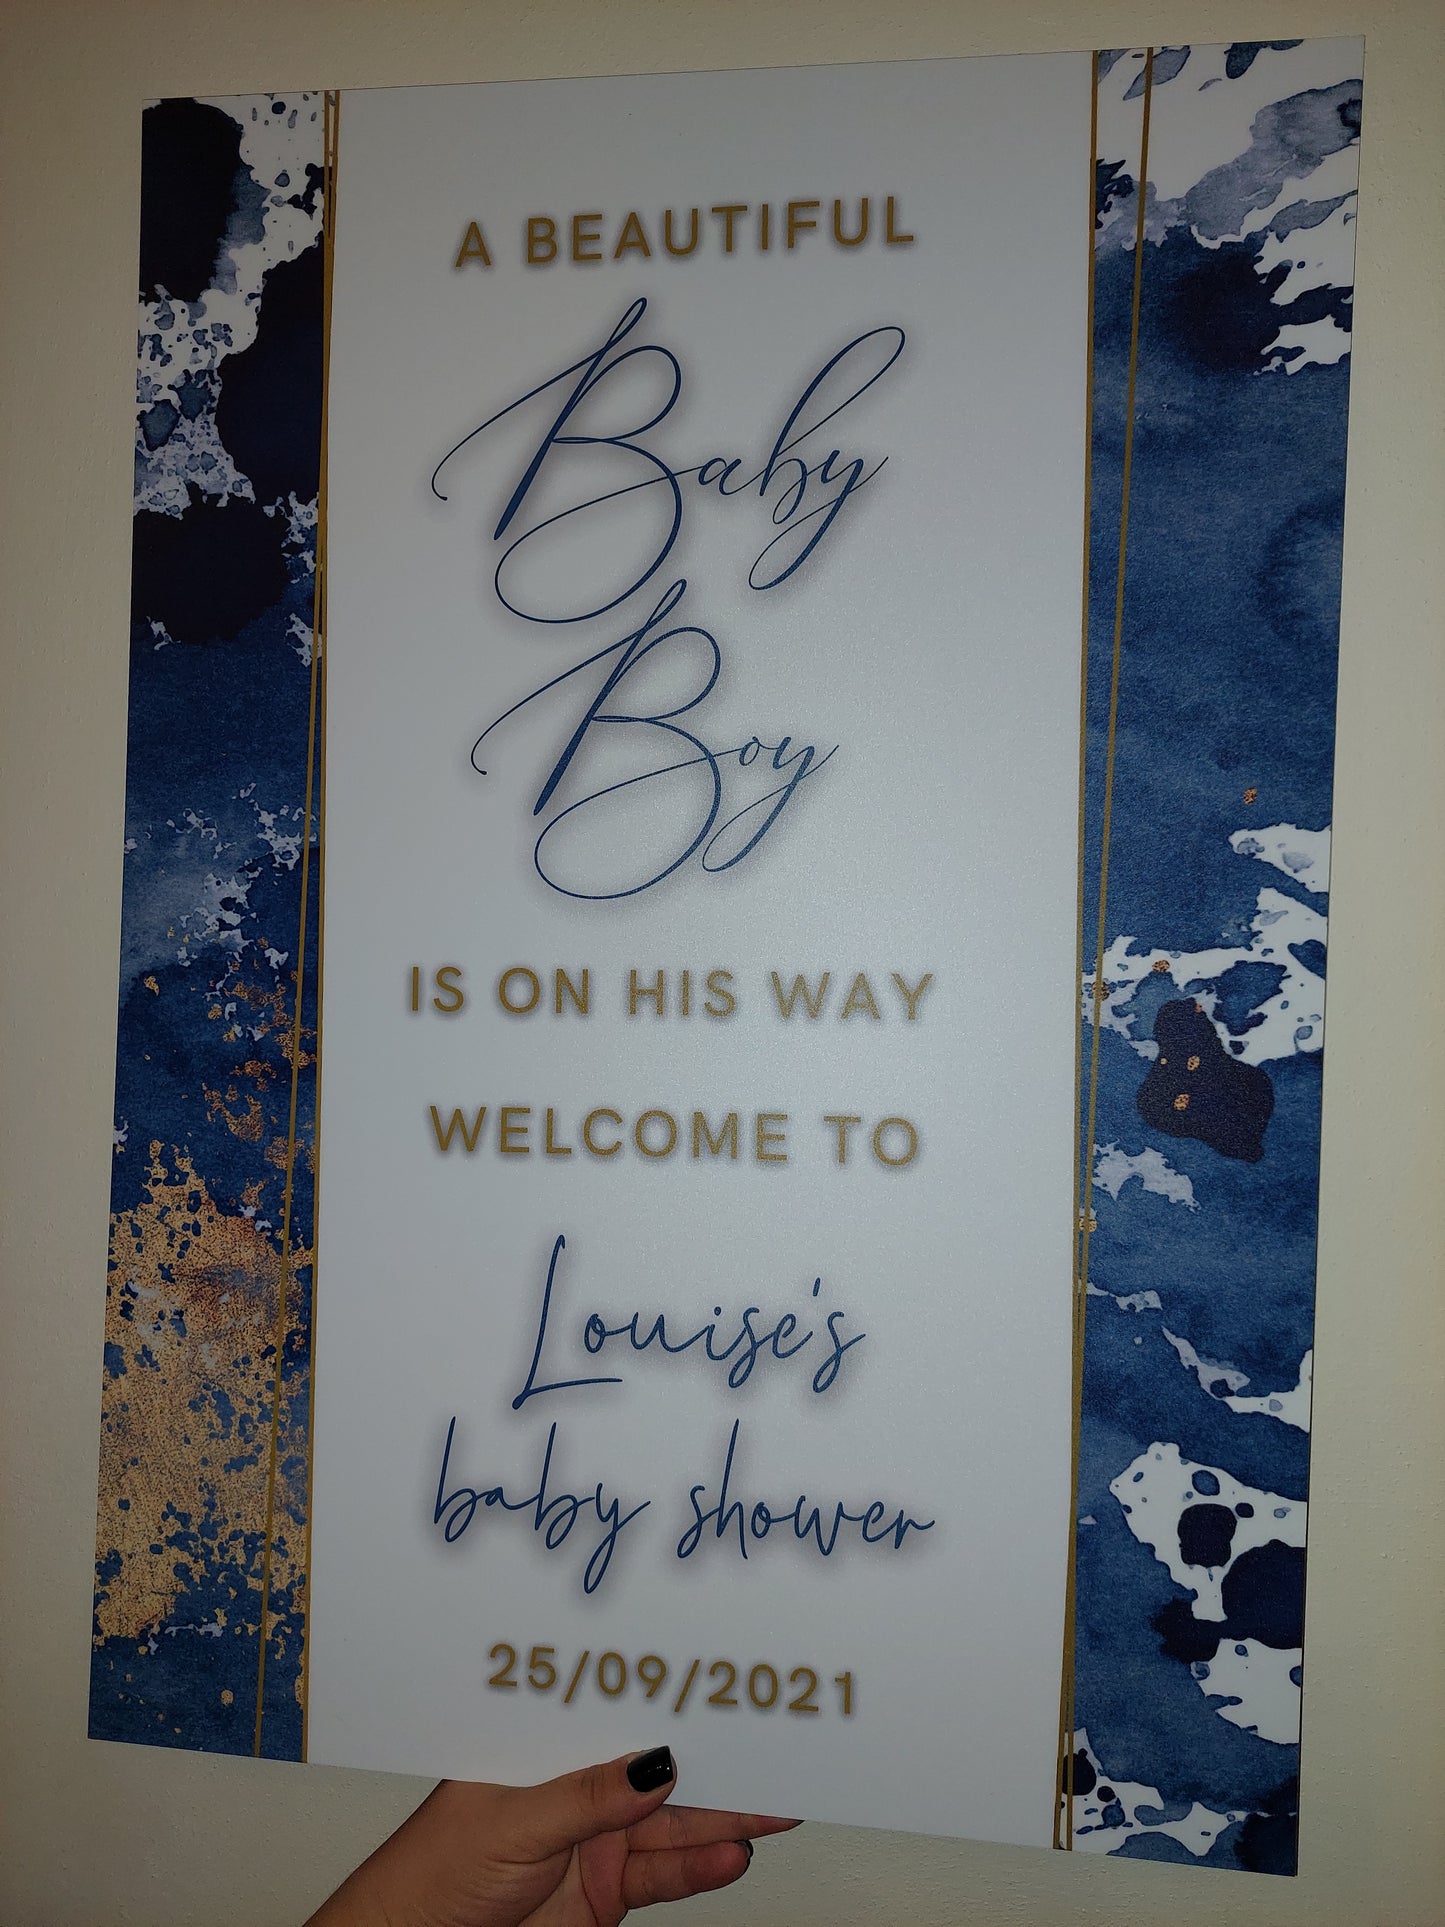 A BEAUTIFUL
Baby
Boy
IS ON HIS WAY
WELCOME TO
Louise's
baby shower
25/09/2021